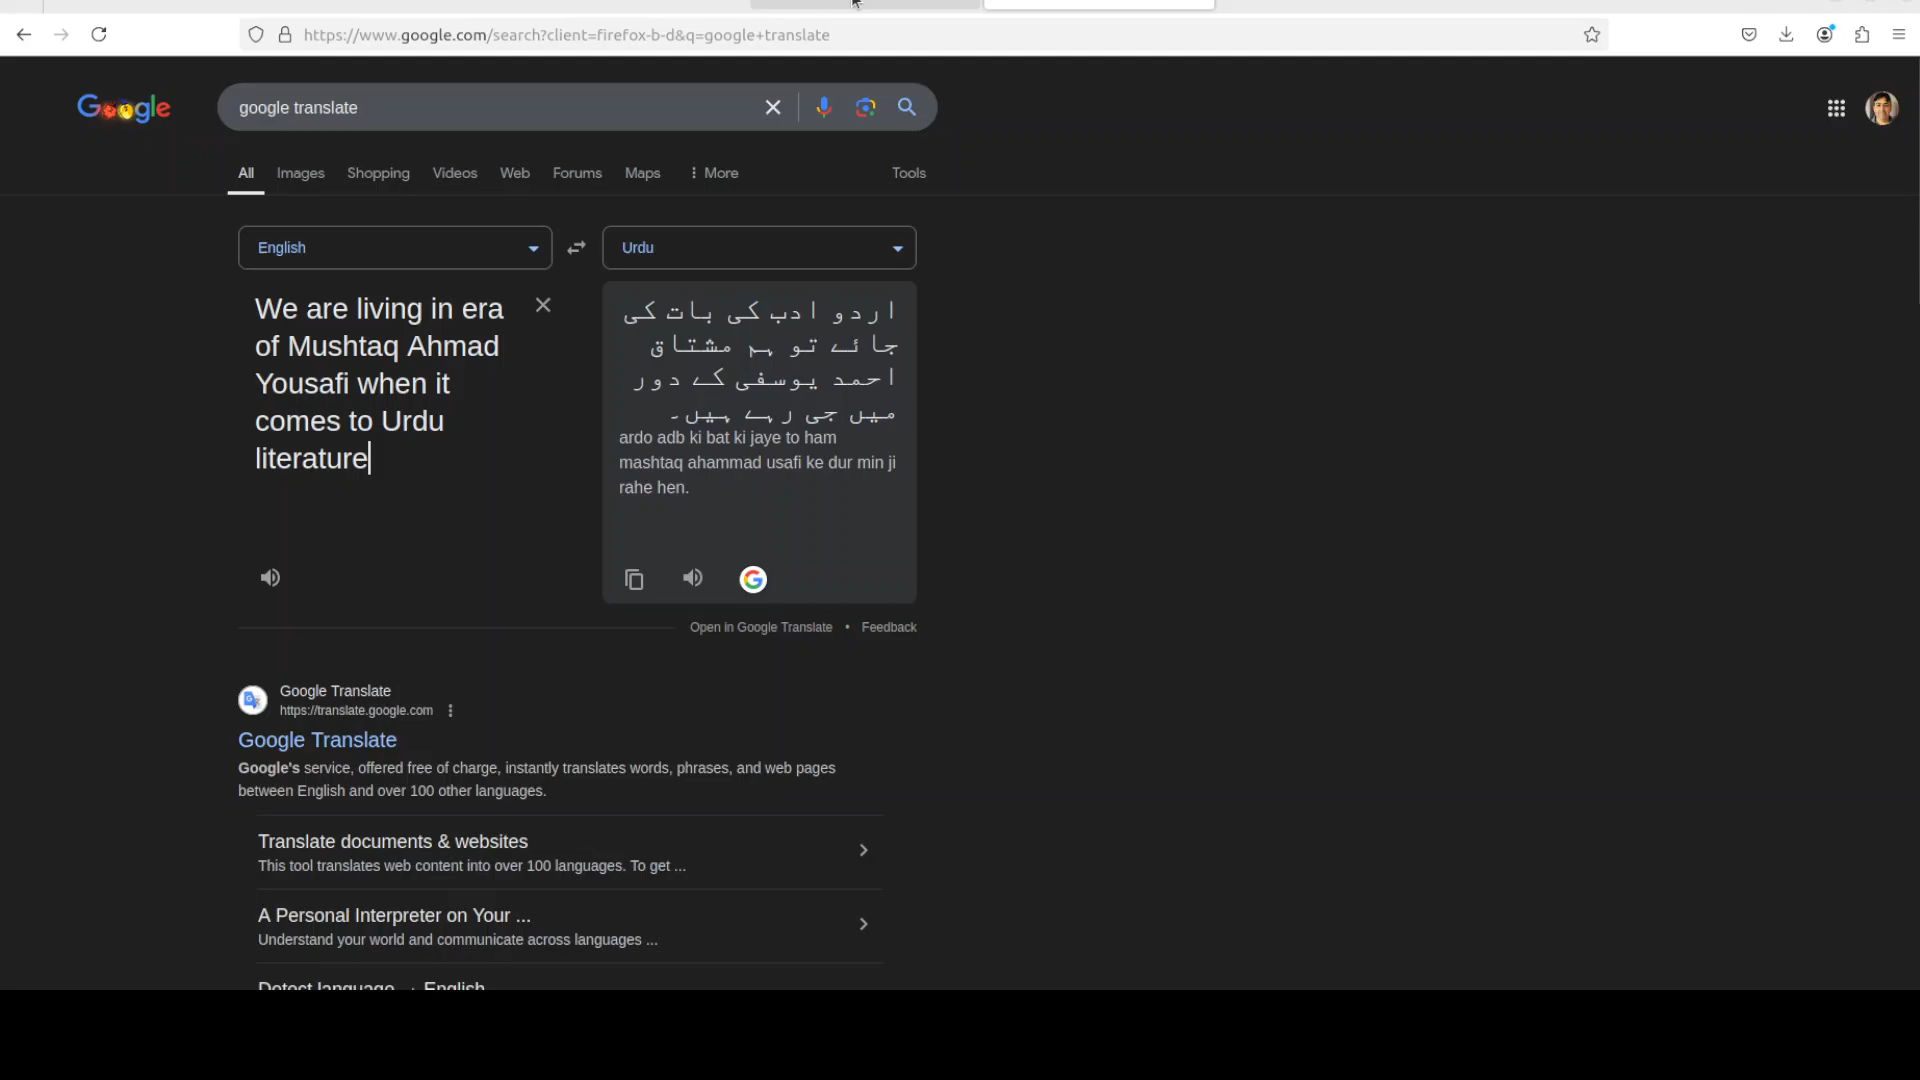 https://www.google.com/search?client=firefox-b-d&q=google+translate
Google
google translate
All Images Shopping Videos Web Forums Maps More Tools
English
Urdu
We are living in era
of Mushtaq Ahmad
Yousafi when it
comes to Urdu
literature
اردو ادب کی بات کی
جائے تو ہم مشتاق
احمد یوسفی کے دور
میں جی رہے ہیں۔
ardo adb ki bat ki jaye to ham
mashtaq ahammad usafi ke dur min ji
rahe hen.
Open in Google Translate • Feedback
Google Translate
https://translate.google.com
Google Translate
Google's service, offered free of charge, instantly translates words, phrases, and web pages
between English and over 100 other languages.
Translate documents & websites
This tool translates web content into over 100 languages. To get ...
A Personal Interpreter on Your ...
Understand your world and communicate across languages ...
Detect language → English